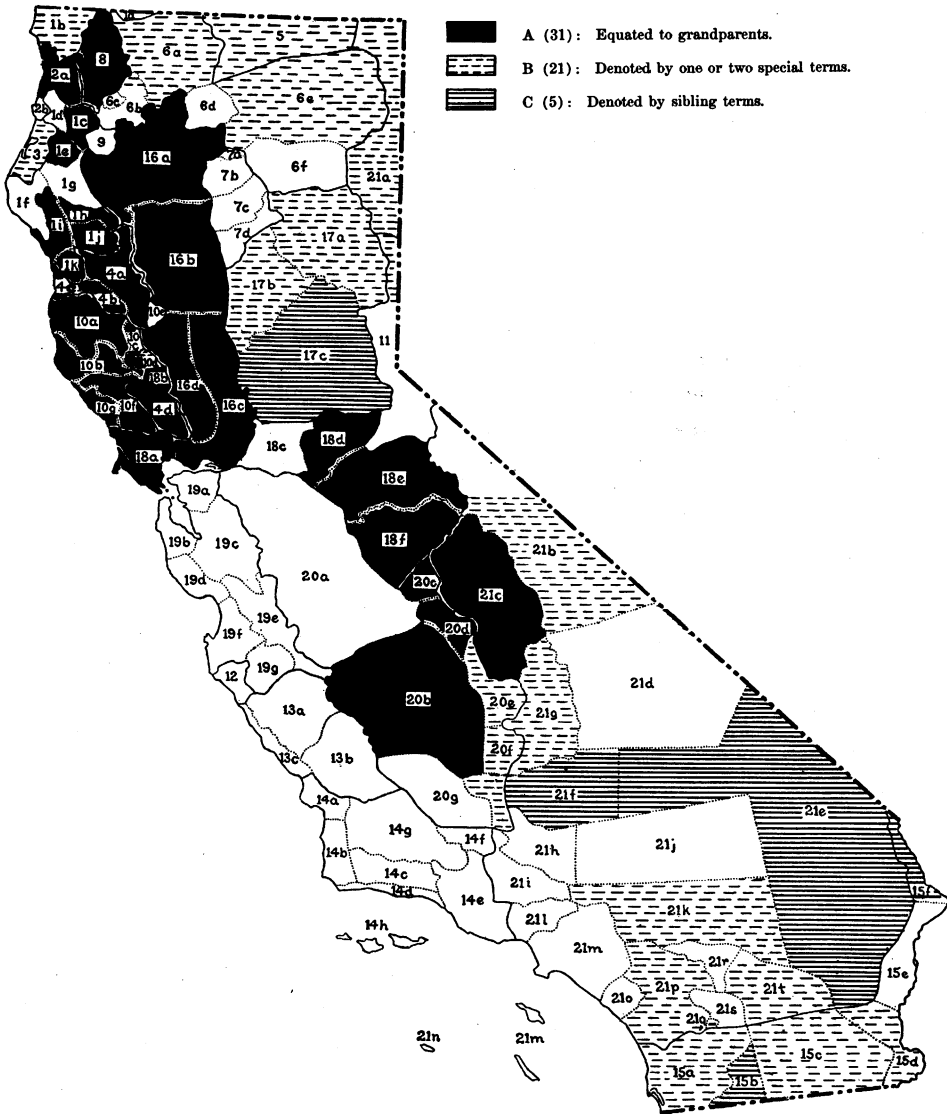 A (31): Equated to grandparents.
B (21): Denoted by one or two special terms.
C (5): Denoted by sibling terms.
1b
6a
5
8
2a
6c
6b
6d
6e
2b
1d
1c
9
3
1e
16a
7a
7b
6f
21a
1g
1f
7c
1h
1i
1j
7d
17a
16b
1k
4a
17b
4b
10a
17c
11
10b
18b
16d
10g
10f
4d
16c
18a
18c
18d
18e
19a
19b
19c
18f
21b
19d
20a
20c
21c
19e
20d
19f
12
19g
21d
20b
20e
21g
13a
20f
13c
13b
14a
20g
21f
21e
14g
14f
21h
21j
14b
14c
21i
14d
14e
21k
15f
21l
14h
21m
21r
15e
21p
21t
21o
21s
21q
21n
21m
15a
15b
15c
15d